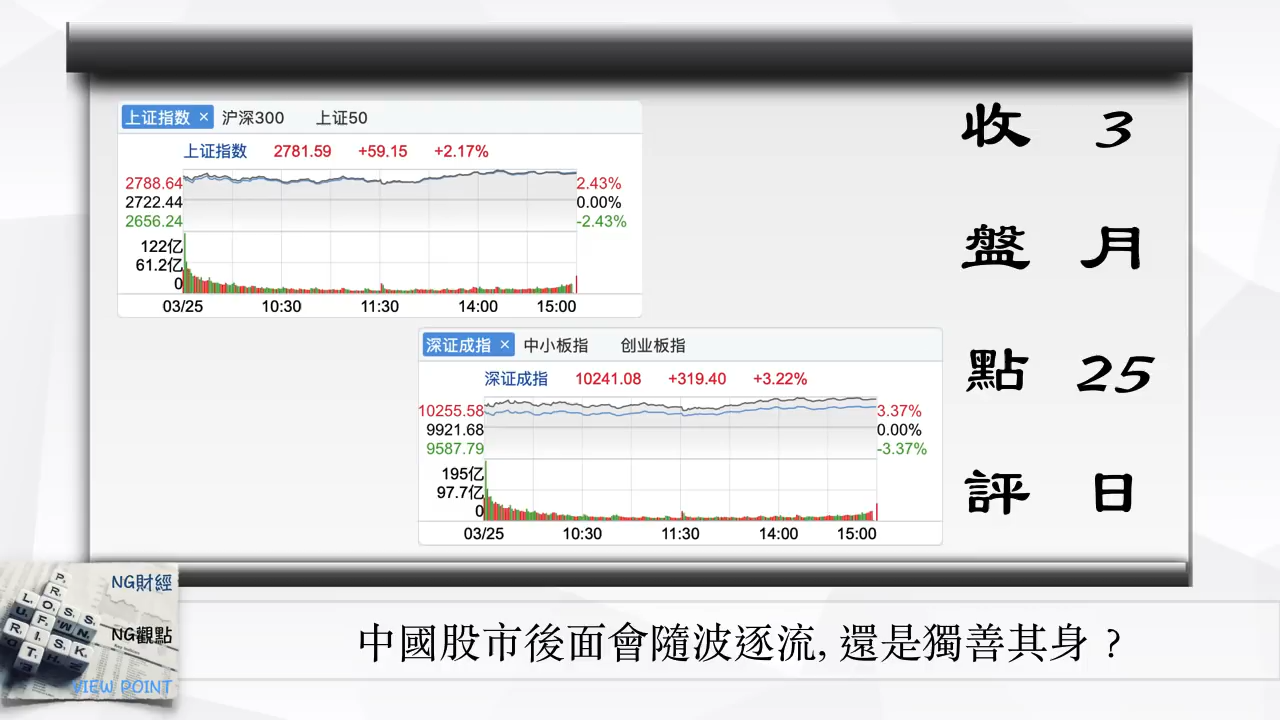 上证指数 × 沪深300 上证50
上证指数 2781.59 +59.15 +2.17%
2788.64 2.43%
2722.44 0.00%
2656.24 -2.43%
122亿
61.2亿
0
03/25 10:30 11:30 14:00 15:00
深证成指 × 中小板指 创业板指
深证成指 10241.08 +319.40 +3.22%
10255.58 3.37%
9921.68 0.00%
9587.79 -3.37%
195亿
97.7亿
0
03/25 10:30 11:30 14:00 15:00
3月25日
收盤點評
NG財經
NG觀點
VIEW POINT
中國股市後面會隨波逐流, 還是獨善其身 ?